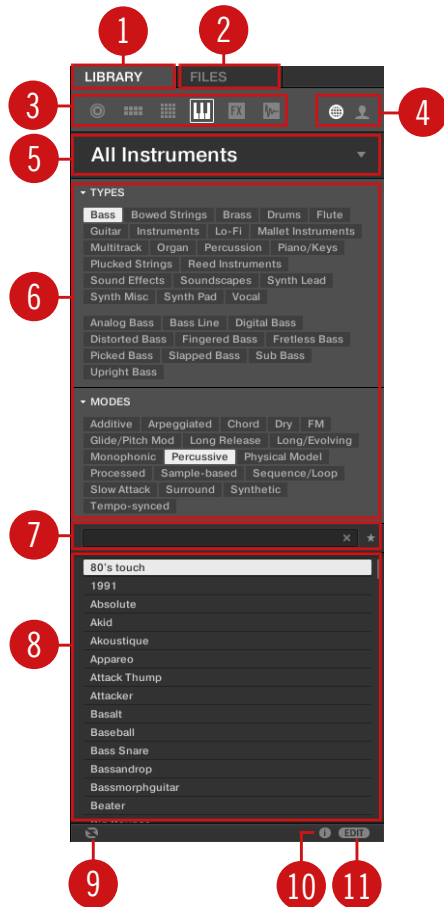 1
2
LIBRARY FILES
3
FX
4
5
All Instruments
TYPES
Bass Bowed Strings Brass Drums Flute
Guitar Instruments Lo-Fi Mallet Instruments
Multitrack Organ Percussion Piano/Keys
Plucked Strings Reed Instruments
6
Sound Effects Soundscapes Synth Lead
Synth Misc Synth Pad Vocal
Analog Bass Bass Line Digital Bass
Distorted Bass Fingered Bass Fretless Bass
Picked Bass Slapped Bass Sub Bass
Upright Bass
MODES
Additive Arpeggiated Chord Dry FM
Glide/Pitch Mod Long Release Long/Evolving
Monophonic Percussive Physical Model
Processed Sample-based Sequence/Loop
Slow Attack Surround Synthetic
Tempo-synced
7
80's touch
1991
Absolute
Akid
8
Akoustique
Appareo
Attack Thump
Attacker
Basalt
Baseball
Bass Snare
Bassandrop
Bassmorphguitar
Beater
i EDIT
9
10
11